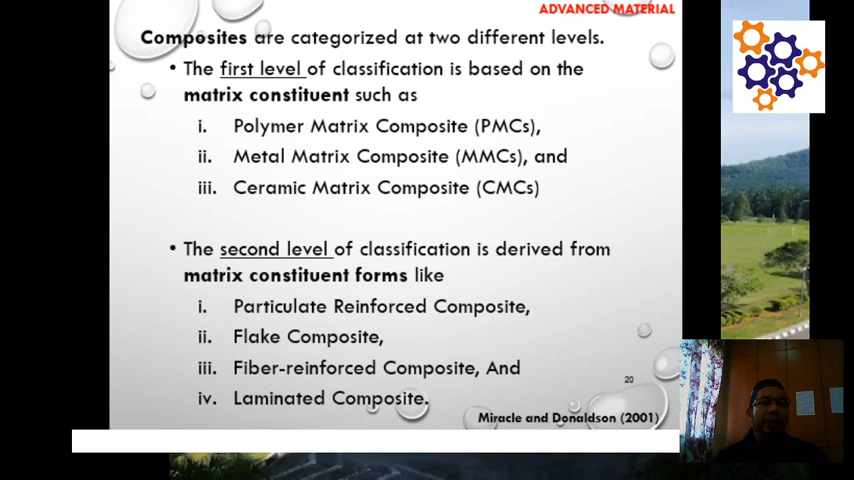 ADVANCED MATERIAL
Composites are categorized at two different levels.
• The first level of classification is based on the
matrix constituent such as
i. Polymer Matrix Composite (PMCs),
ii. Metal Matrix Composite (MMCs), and
iii. Ceramic Matrix Composite (CMCs)
• The second level of classification is derived from
matrix constituent forms like
i. Particulate Reinforced Composite,
ii. Flake Composite,
iii. Fiber-reinforced Composite, And
iv. Laminated Composite.
20
Miracle and Donaldson (2001)